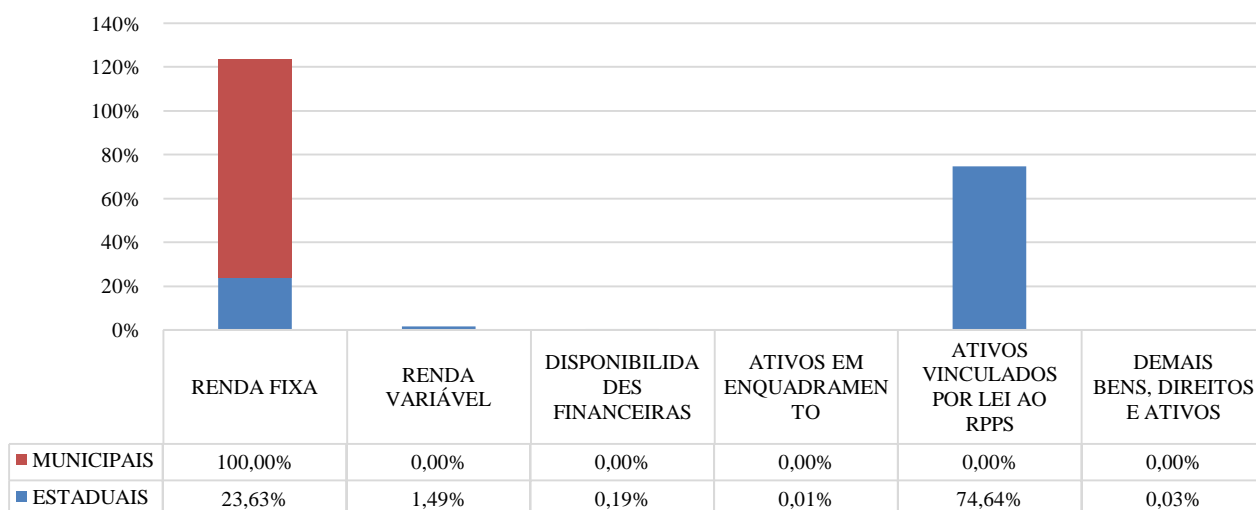 140%
120%
100%
80%
60%
40%
20%
0%
RENDA FIXA
RENDA
VARIÁVEL
DISPONIBILIDA
DES
FINANCEIRAS
ATIVOS EM
ENQUADRAMEN
TO
ATIVOS
VINCULADOS
POR LEI AO
RPPS
DEMAIS
BENS, DIREITOS
E ATIVOS
MUNICIPAIS 100,00% 0,00% 0,00% 0,00% 0,00% 0,00%
ESTADUAIS 23,63% 1,49% 0,19% 0,01% 74,64% 0,03%